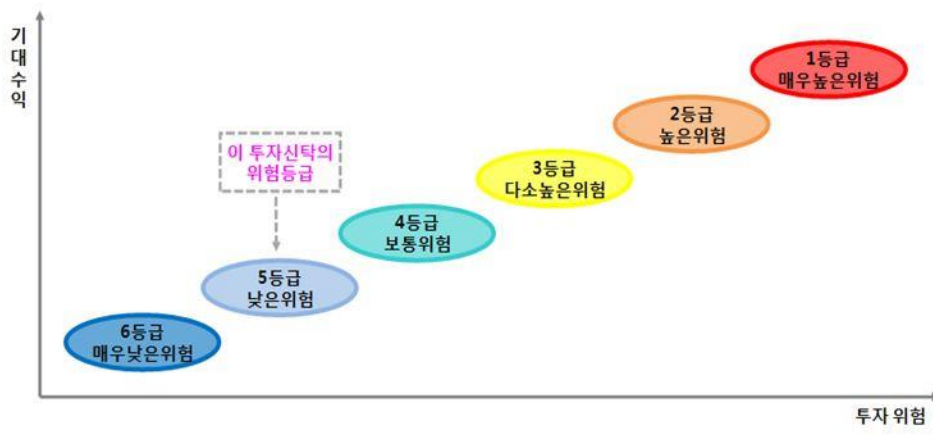 기
대
수
익
1등급
매우높은위험
2등급
높은위험
이 투자신탁의
위험등급
3등급
다소높은위험
4등급
보통위험
5등급
낮은위험
6등급
매우낮은위험
투자 위험